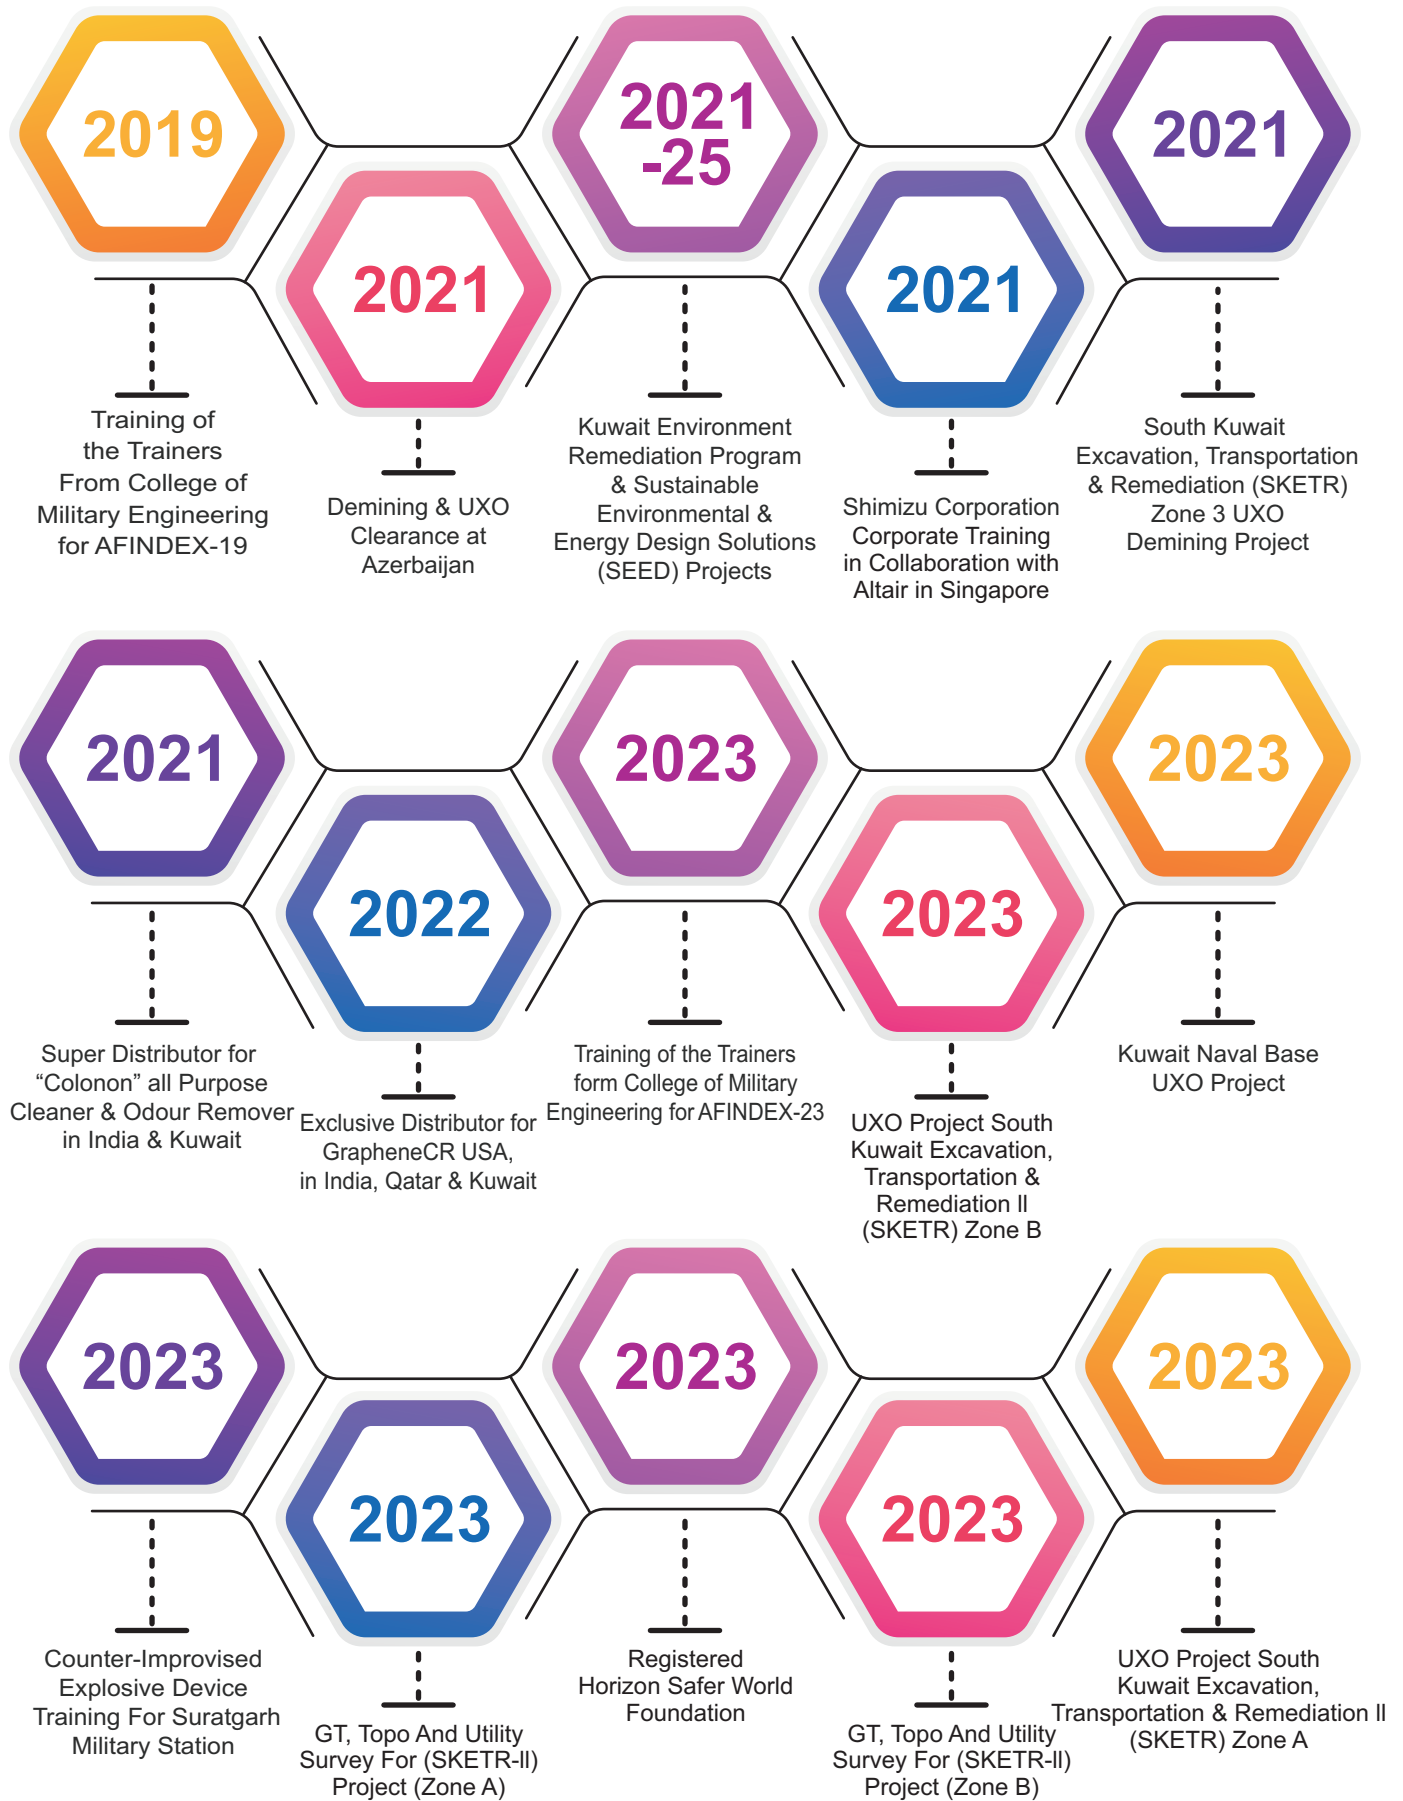 2019
Training of
the Trainers
From College of
Military Engineering
for AFINDEX-19
2021
Demining & UXO
Clearance at
Azerbaijan
2021
-25
Kuwait Environment
Remediation Program
& Sustainable
Environmental &
Energy Design Solutions
(SEED) Projects
2021
Shimizu Corporation
Corporate Training
in Collaboration with
Altair in Singapore
2021
South Kuwait
Excavation, Transportation
& Remediation (SKETR)
Zone 3 UXO
Demining Project
2021
Super Distributor for
“Colonon” all Purpose
Cleaner & Odour Remover
in India & Kuwait
2022
Exclusive Distributor for
GrapheneCR USA,
in India, Qatar & Kuwait
2023
Training of the Trainers
form College of Military
Engineering for AFINDEX-23
2023
UXO Project South
Kuwait Excavation,
Transportation &
Remediation ll
(SKETR) Zone B
2023
Kuwait Naval Base
UXO Project
2023
Counter-Improvised
Explosive Device
Training For Suratgarh
Military Station
2023
GT, Topo And Utility
Survey For (SKETR-ll)
Project (Zone A)
2023
Registered
Horizon Safer World
Foundation
2023
GT, Topo And Utility
Survey For (SKETR-ll)
Project (Zone B)
2023
UXO Project South
Kuwait Excavation,
Transportation & Remediation ll
(SKETR) Zone A